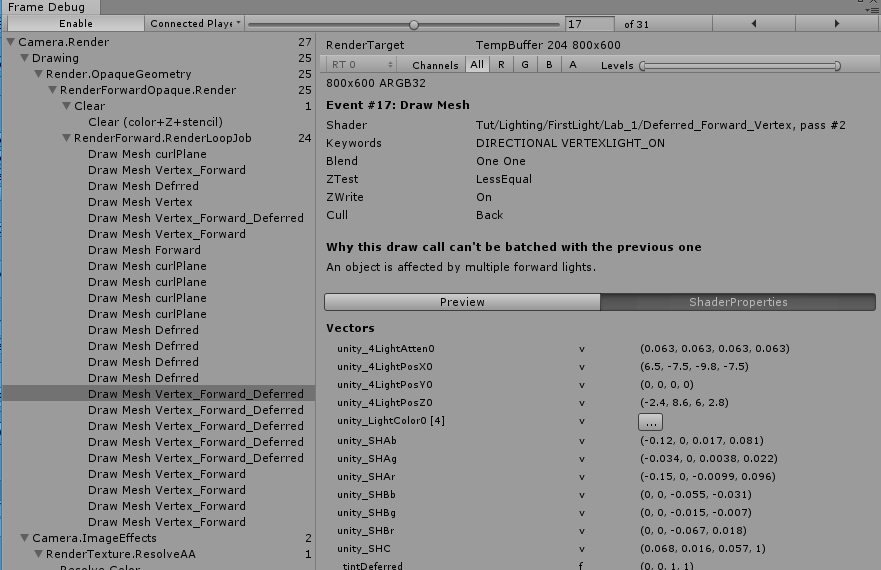 Frame Debug
Enable Connected Playe 17 of 31
Camera.Render 27
Drawing 25
Render.OpaqueGeometry 25
RenderForwardOpaque.Render 25
Clear 1
Clear (color+Z+stencil)
RenderForward.RenderLoopJob 24
Draw Mesh curlPlane
Draw Mesh Vertex_Forward
Draw Mesh Defrred
Draw Mesh Vertex
Draw Mesh Vertex_Forward_Deferred
Draw Mesh Vertex_Forward
Draw Mesh Forward
Draw Mesh curlPlane
Draw Mesh curlPlane
Draw Mesh curlPlane
Draw Mesh curlPlane
Draw Mesh Defrred
Draw Mesh Defrred
Draw Mesh Defrred
Draw Mesh Defrred
Draw Mesh Vertex_Forward_Deferred
Draw Mesh Vertex_Forward_Deferred
Draw Mesh Vertex_Forward_Deferred
Draw Mesh Vertex_Forward_Deferred
Draw Mesh Vertex_Forward_Deferred
Draw Mesh Vertex_Forward
Draw Mesh Vertex_Forward
Draw Mesh Vertex_Forward
Draw Mesh Vertex_Forward
Camera.ImageEffects 2
RenderTexture.ResolveAA 1
Resolve Color
RenderTarget TempBuffer 204 800x600
RT 0 Channels All R G B A Levels
800x600 ARGB32
Event #17: Draw Mesh
Shader Tut/Lighting/FirstLight/Lab_1/Deferred_Forward_Vertex, pass #2
Keywords DIRECTIONAL VERTEXLIGHT_ON
Blend One One
ZTest LessEqual
ZWrite On
Cull Back
Why this draw call can't be batched with the previous one
An object is affected by multiple forward lights.
Preview ShaderProperties
Vectors
unity_4LightAtten0 v (0.063, 0.063, 0.063, 0.063)
unity_4LightPosX0 v (6.5, -7.5, -9.8, -7.5)
unity_4LightPosY0 v (0, 0, 0, 0)
unity_4LightPosZ0 v (-2.4, 8.6, 6, 2.8)
unity_LightColor0 [4] v ...
unity_SHAb v (-0.12, 0, 0.017, 0.081)
unity_SHAg v (-0.034, 0, 0.0038, 0.022)
unity_SHAr v (-0.15, 0, -0.0099, 0.096)
unity_SHBb v (0, 0, -0.055, -0.031)
unity_SHBg v (0, 0, -0.015, -0.007)
unity_SHBr v (0, 0, -0.067, 0.018)
unity_SHC v (0.068, 0.016, 0.057, 1)
tintDeferred f (0, 0, 1, 1)